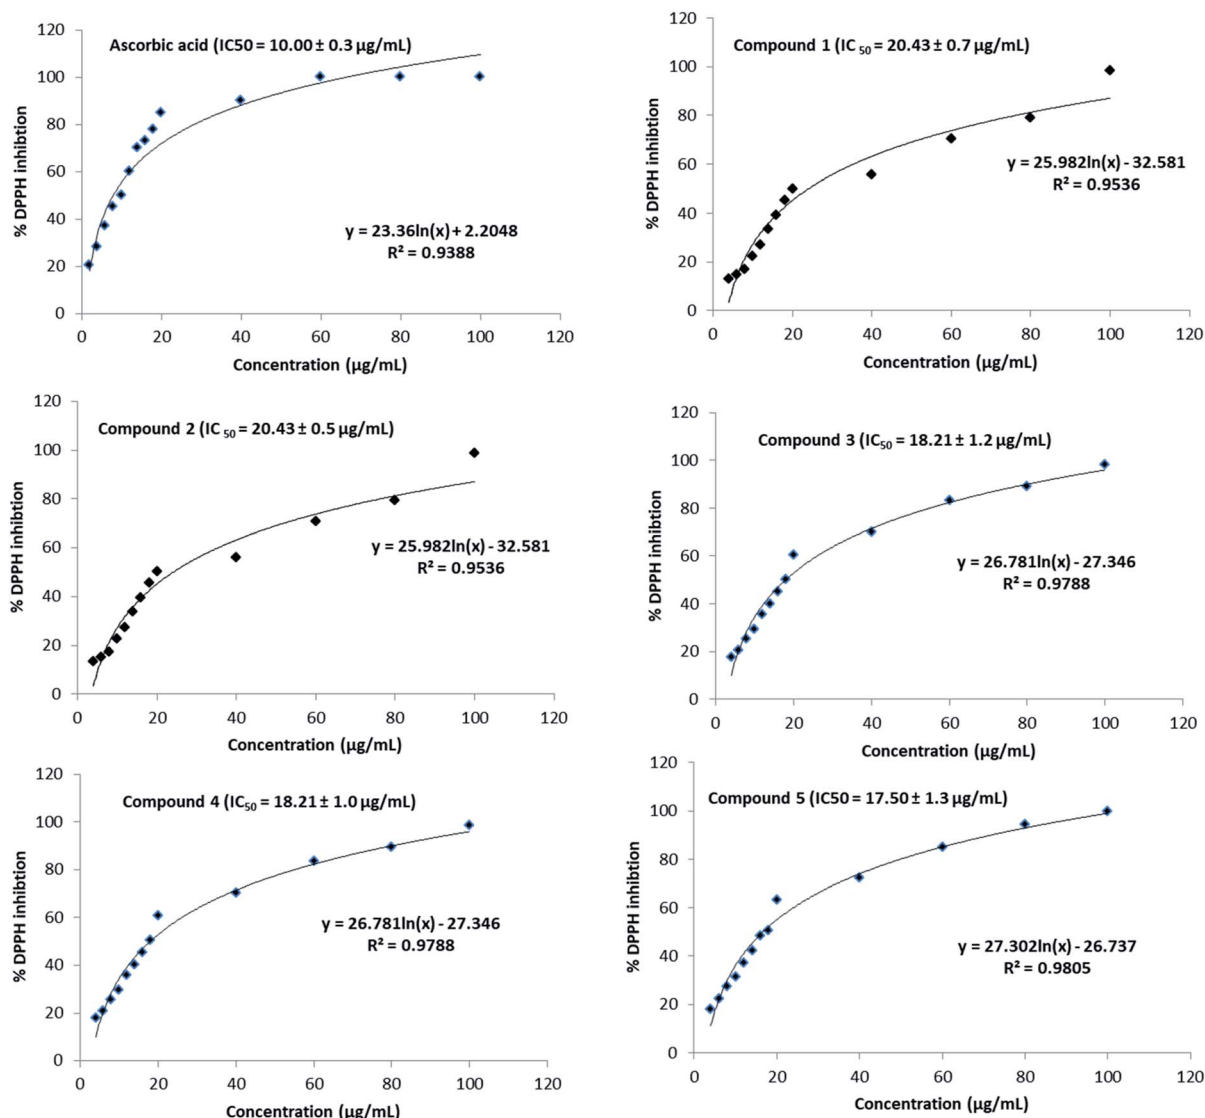 Ascorbic acid (IC50 = 10.00 ± 0.3 µg/mL)
% DPPH inhibtion
120
100
80
60
40
20
0
y = 23.36ln(x) + 2.2048
R² = 0.9388
0 20 40 60 80 100 120
Concentration (µg/mL)
Compound 1 (IC 50 = 20.43 ± 0.7 µg/mL)
% DPPH inhibtion
120
100
80
60
40
20
0
y = 25.982ln(x) - 32.581
R² = 0.9536
0 20 40 60 80 100 120
Concentration (µg/mL)
Compound 2 (IC 50 = 20.43 ± 0.5 µg/mL)
% DPPH inhibtion
120
100
80
60
40
20
0
y = 25.982ln(x) - 32.581
R² = 0.9536
0 20 40 60 80 100 120
Concentration (µg/mL)
Compound 3 (IC50 = 18.21 ± 1.2 µg/mL)
% DPPH inhibtion
120
100
80
60
40
20
0
y = 26.781ln(x) - 27.346
R² = 0.9788
0 20 40 60 80 100 120
Concentration (µg/mL)
Compound 4 (IC50 = 18.21 ± 1.0 µg/mL)
% DPPH inhibtion
120
100
80
60
40
20
0
y = 26.781ln(x) - 27.346
R² = 0.9788
0 20 40 60 80 100 120
Concentration (µg/mL)
Compound 5 (IC50 = 17.50 ± 1.3 µg/mL)
% DPPH inhibtion
120
100
80
60
40
20
0
y = 27.302ln(x) - 26.737
R² = 0.9805
0 20 40 60 80 100 120
Concentration (µg/mL)